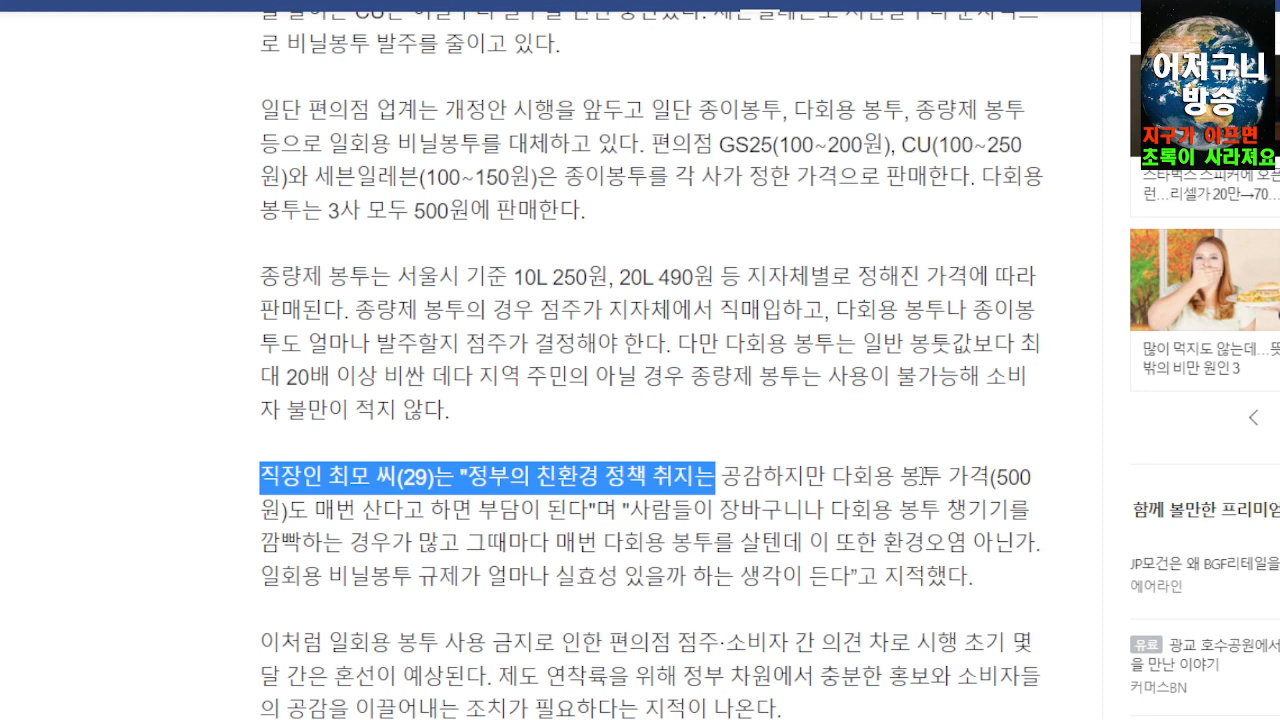 로 비닐봉투 발주를 줄이고 있다.
일단 편의점 업계는 개정안 시행을 앞두고 일단 종이봉투, 다회용 봉투, 종량제 봉투
등으로 일회용 비닐봉투를 대체하고 있다. 편의점 GS25(100~200원), CU(100~250
원)와 세븐일레븐(100~150원)은 종이봉투를 각 사가 정한 가격으로 판매한다. 다회용
봉투는 3사 모두 500원에 판매한다.
종량제 봉투는 서울시 기준 10L 250원, 20L 490원 등 지자체별로 정해진 가격에 따라
판매된다. 종량제 봉투의 경우 점주가 지자체에서 직매입하고, 다회용 봉투나 종이봉
투도 얼마나 발주할지 점주가 결정해야 한다. 다만 다회용 봉투는 일반 봉툿값보다 최
대 20배 이상 비싼 데다 지역 주민의 아닐 경우 종량제 봉투는 사용이 불가능해 소비
자 불만이 적지 않다.
직장인 최모 씨(29)는 "정부의 친환경 정책 취지는 공감하지만 다회용 봉투 가격(500
원)도 매번 산다고 하면 부담이 된다"며 "사람들이 장바구니나 다회용 봉투 챙기기를
깜빡하는 경우가 많고 그때마다 매번 다회용 봉투를 살텐데 이 또한 환경오염 아닌가.
일회용 비닐봉투 규제가 얼마나 실효성 있을까 하는 생각이 든다”고 지적했다.
이처럼 일회용 봉투 사용 금지로 인한 편의점 점주·소비자 간 의견 차로 시행 초기 몇
달 간은 혼선이 예상된다. 제도 연착륙을 위해 정부 차원에서 충분한 홍보와 소비자들
의 공감을 이끌어내는 조치가 필요하다는 지적이 나온다.
어저구니
방송
지구가 아프면
초록이 사라져요
스타벅스 스피커에 오픈
런…리셀가 20만→70…
많이 먹지도 않는데…뜻
밖의 비만 원인 3
함께 볼만한 프리미엄
JP모건은 왜 BGF리테일을
에어라인
유료 광교 호수공원에서
을 만난 이야기
커머스BN